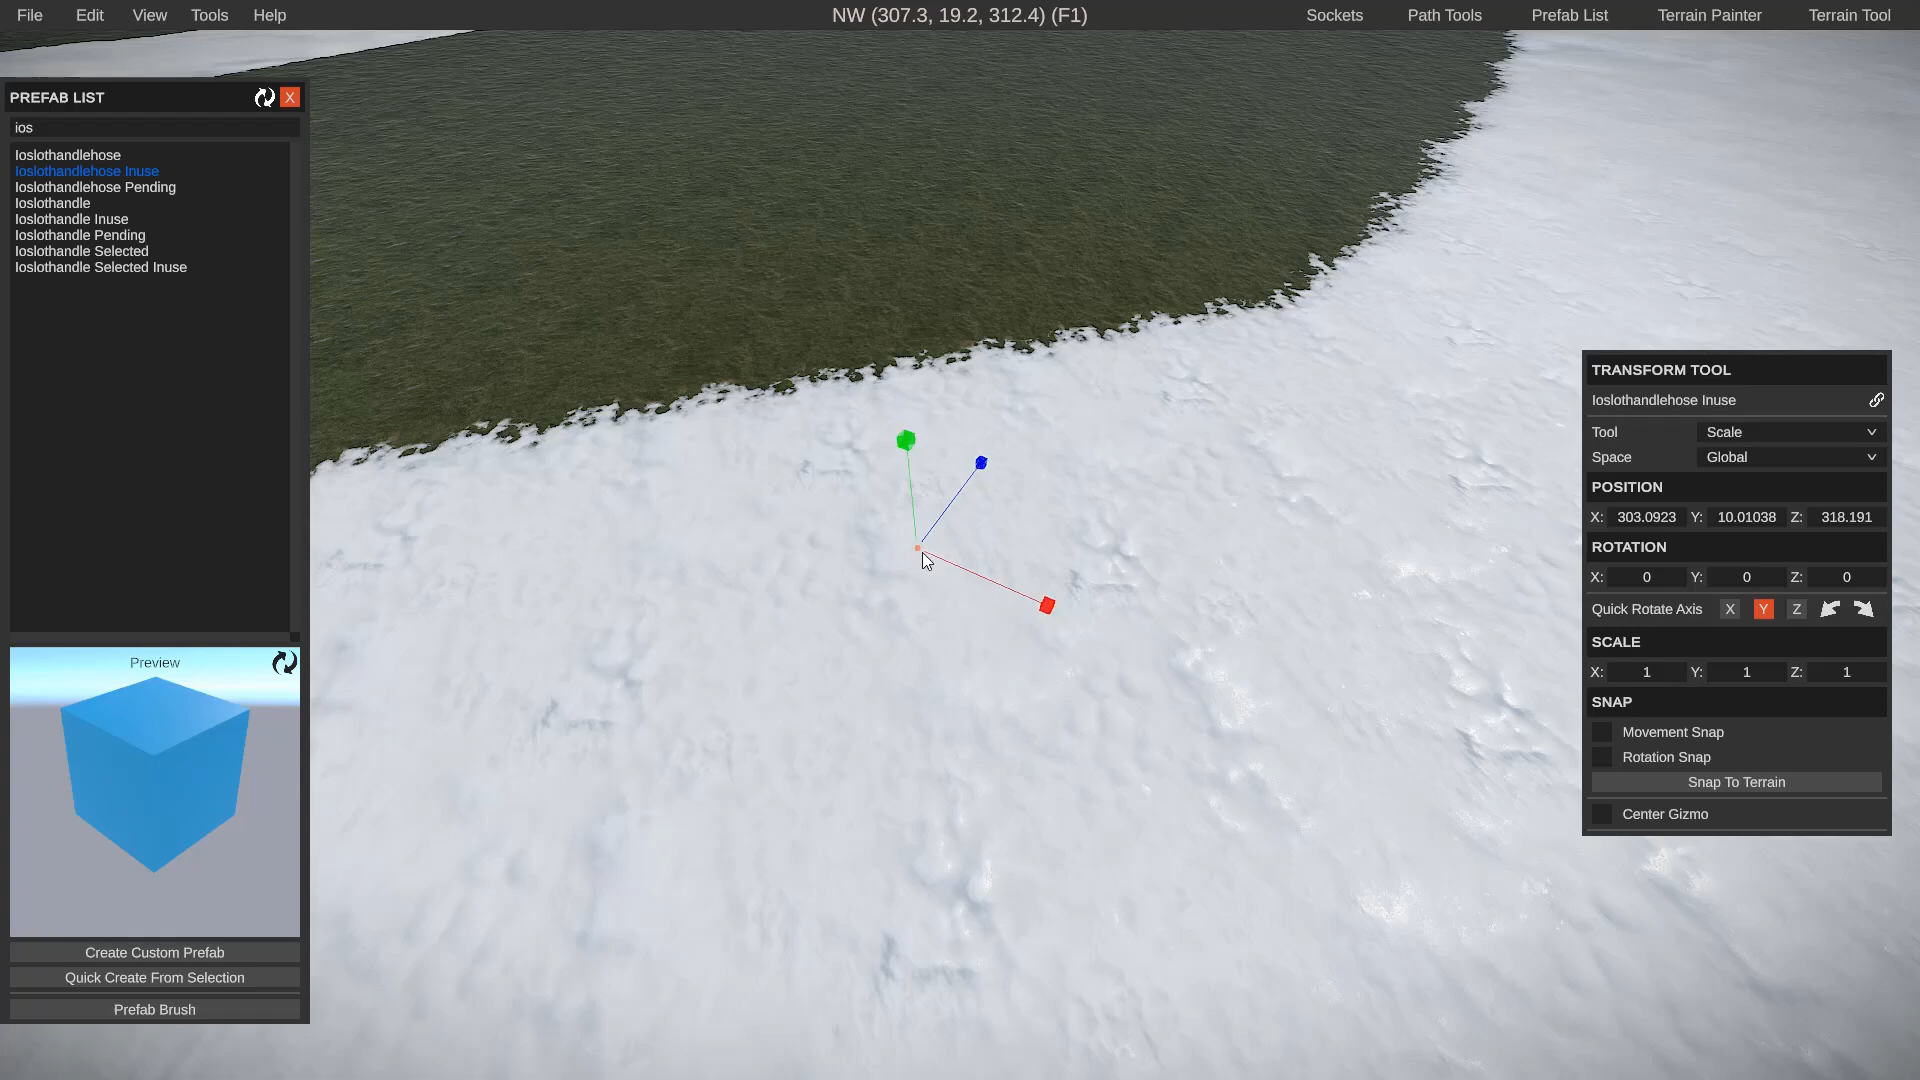 File Edit View Tools Help NW (307.3, 19.2, 312.4) (F1) Sockets Path Tools Prefab List Terrain Painter Terrain Tool
PREFAB LIST X
ios
Ioslothandlehose
Ioslothandlehose Inuse
Ioslothandlehose Pending
Ioslothandle
Ioslothandle Inuse
Ioslothandle Pending
Ioslothandle Selected
Ioslothandle Selected Inuse
Preview
Create Custom Prefab
Quick Create From Selection
Prefab Brush
TRANSFORM TOOL
Ioslothandlehose Inuse
Tool Scale
Space Global
POSITION
X: 303.0923 Y: 10.01038 Z: 318.191
ROTATION
X: 0 Y: 0 Z: 0
Quick Rotate Axis X Y Z
SCALE
X: 1 Y: 1 Z: 1
SNAP
Movement Snap
Rotation Snap
Snap To Terrain
Center Gizmo